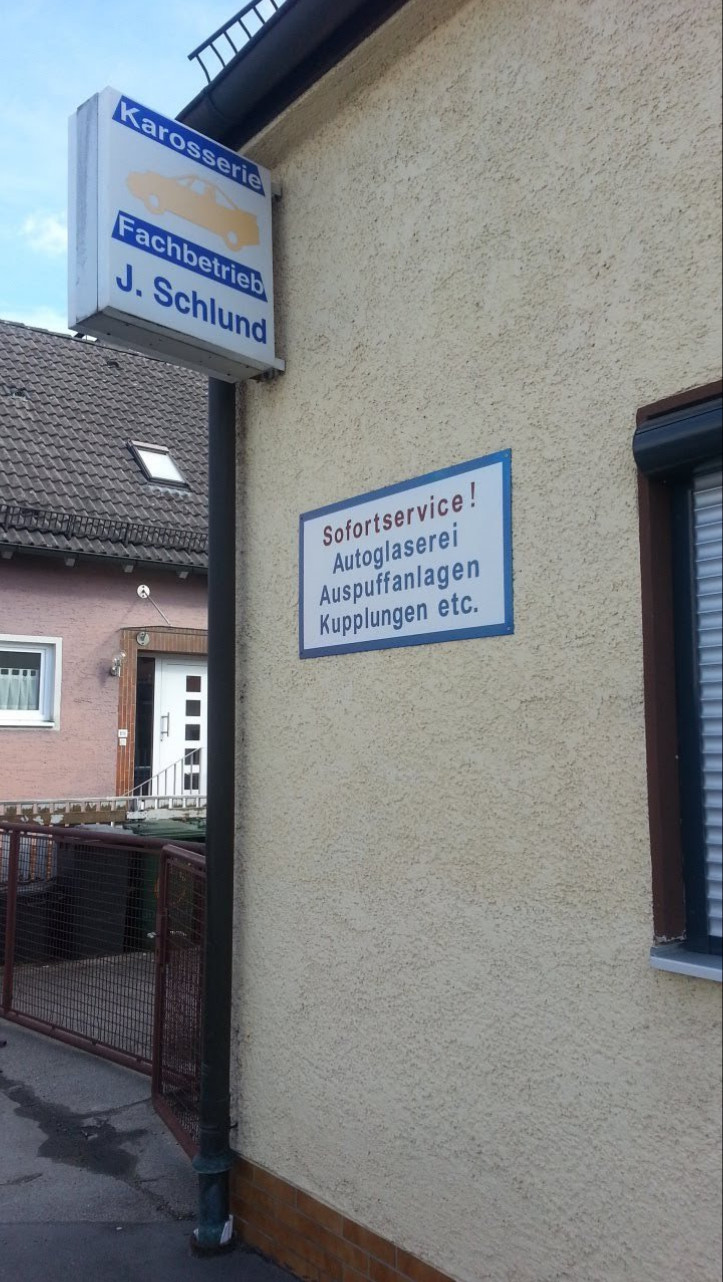 Karosserie
Fachbetrieb
J. Schlund
Sofortservice!
Autoglaserei
Auspuffanlagen
Kupplungen etc.